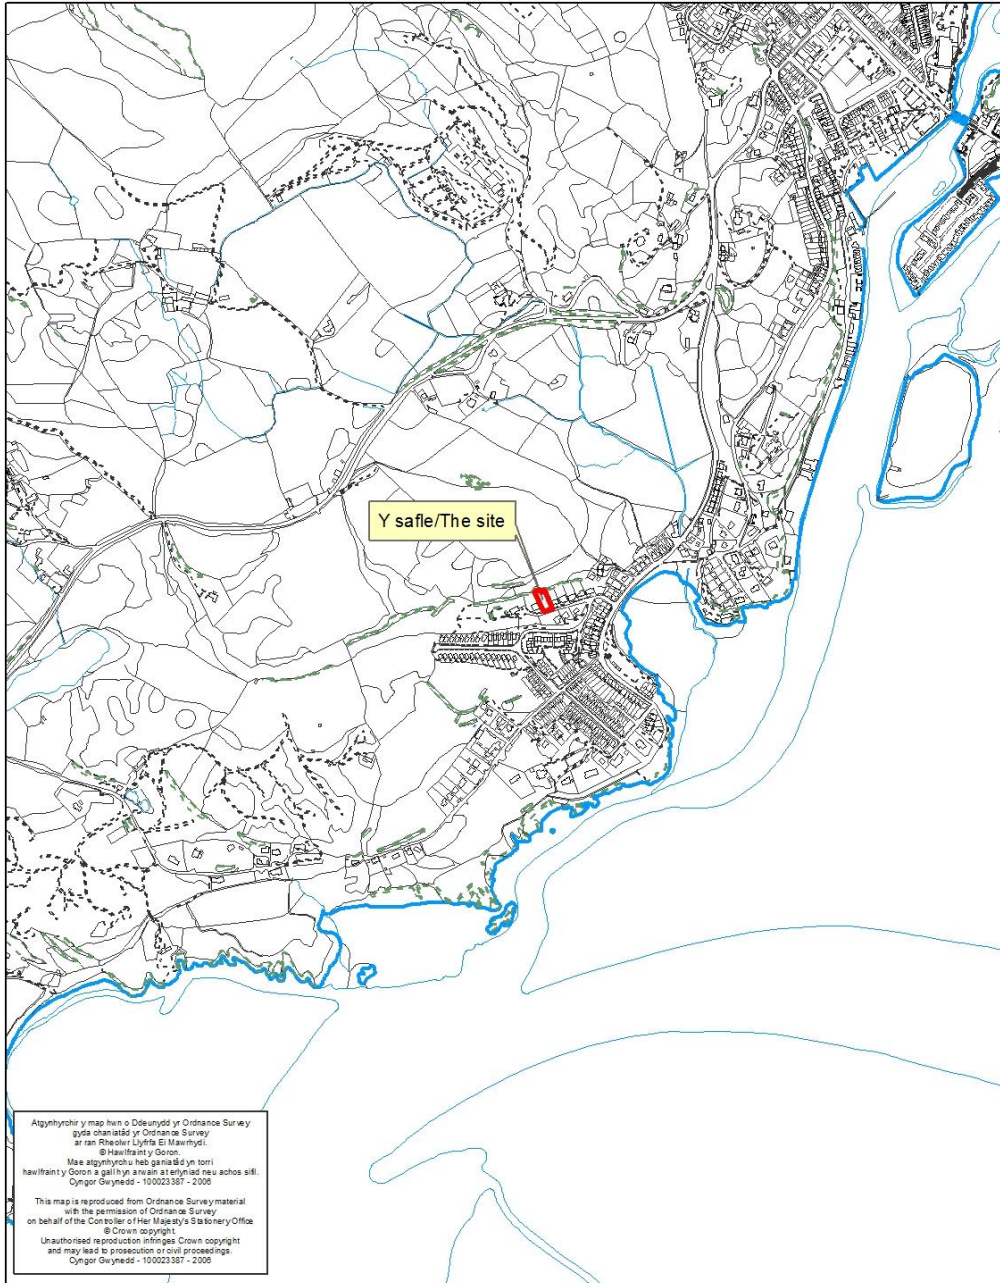 Y safle/The site
Atgynhyrchir y map hwn o Ddeunydd yr Ordnance Survey
gyda chaniatâd yr Ordnance Survey
ar ran Rheolwr Llyfrfa Ei Mawrhydi.
© Hawlfraint y Goron.
Mae atgynhyrchu heb ganiatâd yn torri
hawlfraint y Goron a gall hyn arwain at erlyniad neu achos sifil.
Cyngor Gwynedd - 100023387 - 2006
This map is reproduced from Ordnance Survey material
with the permission of Ordnance Survey
on behalf of the Controller of Her Majesty's Stationery Office
© Crown copyright.
Unauthorised reproduction infringes Crown copyright
and may lead to prosecution or civil proceedings.
Cyngor Gwynedd - 100023387 - 2006